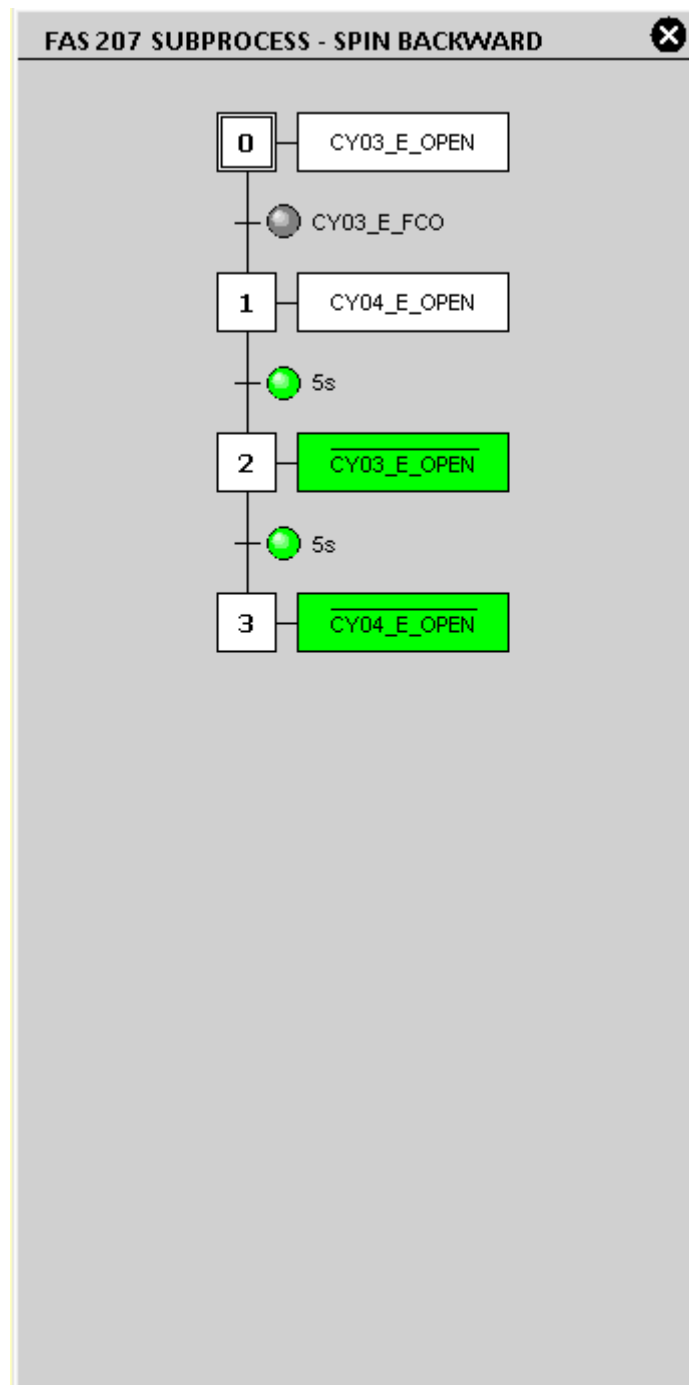 FAS 207 SUBPROCESS - SPIN BACKWARD
0 CY03_E_OPEN
CY03_E_FCO
1 CY04_E_OPEN
5s
2 CY03_E_OPEN
5s
3 CY04_E_OPEN